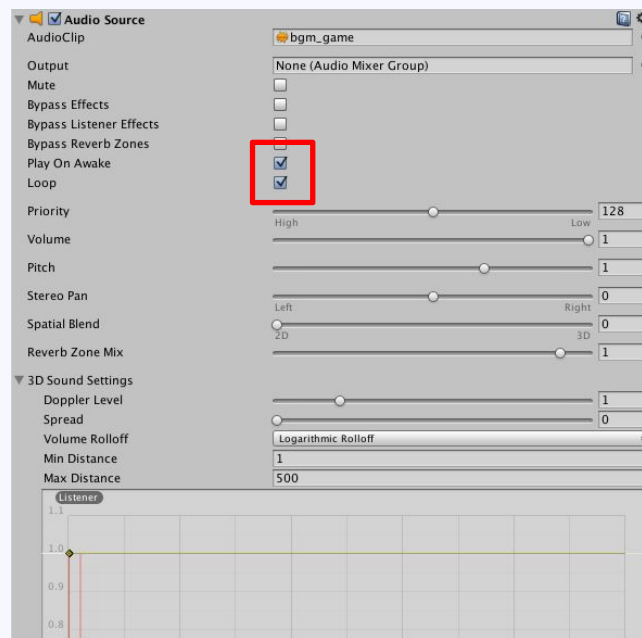 Audio Source
AudioClip bgm_game
Output None (Audio Mixer Group)
Mute
Bypass Effects
Bypass Listener Effects
Bypass Reverb Zones
Play On Awake
Loop
Priority 128
High Low
Volume 1
Pitch 1
Stereo Pan 0
Left Right
Spatial Blend 0
2D 3D
Reverb Zone Mix 1
3D Sound Settings
Doppler Level 1
Spread 0
Volume Rolloff Logarithmic Rolloff
Min Distance 1
Max Distance 500
Listener
1.1
1.0
0.9
0.8